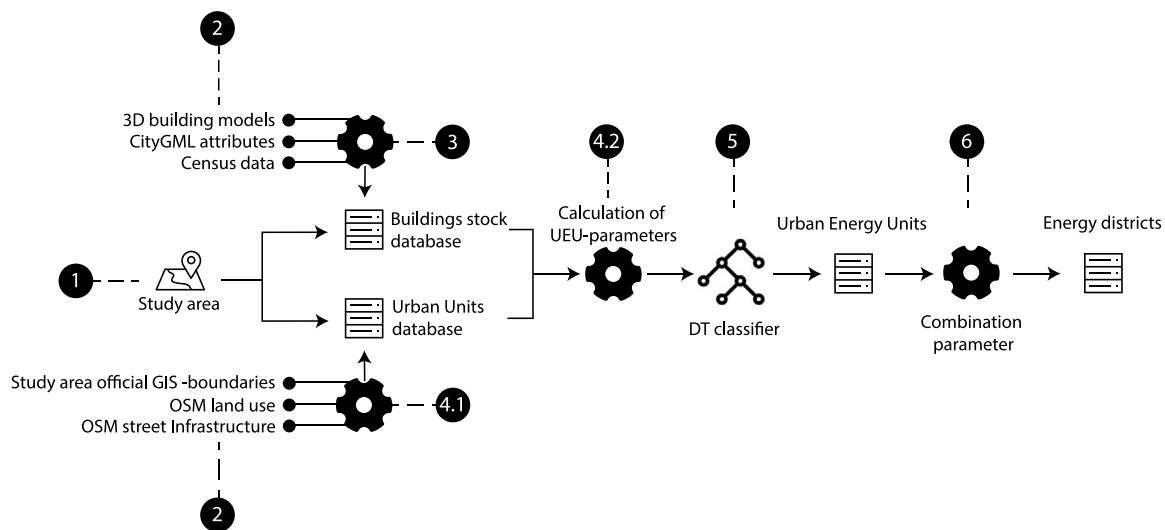 2
3D building models
CityGML attributes
Census data
3
4.2
5
6
Buildings stock
database
Calculation of
UEU-parameters
Urban Energy Units
Energy districts
1
Study area
Urban Units
database
DT classifier
Combination
parameter
Study area official GIS -boundaries
OSM land use
OSM street Infrastructure
4.1
2